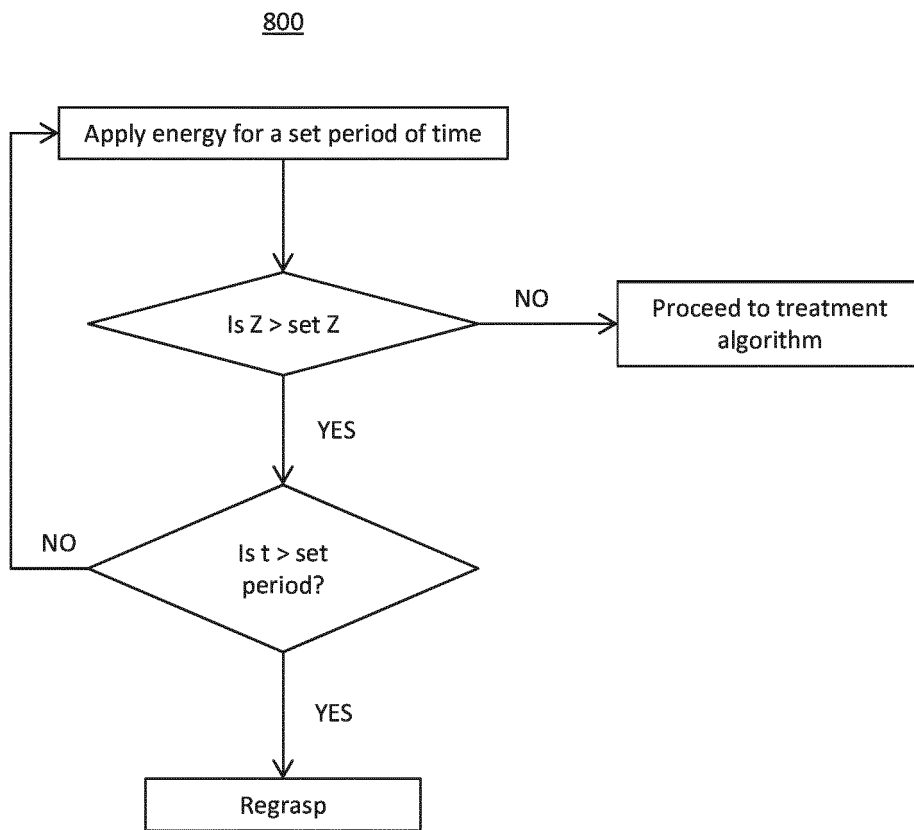 800
Apply energy for a set period of time
Is Z > set Z
NO
Proceed to treatment
algorithm
YES
NO
Is t > set
period?
YES
Regrasp